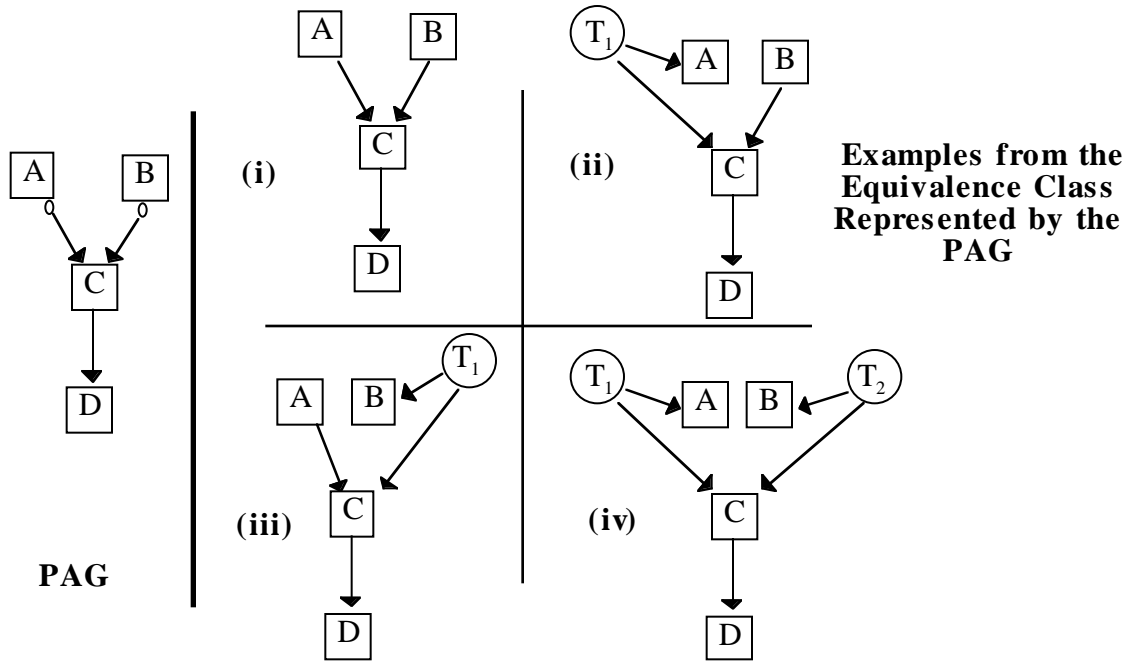 A
B
C
D
PAG
(i)
A
B
C
D
(ii)
T1
A
B
C
D
(iii)
T1
A
B
C
D
(iv)
T1
A
B
T2
C
D
Examples from the
Equivalence Class
Represented by the
PAG